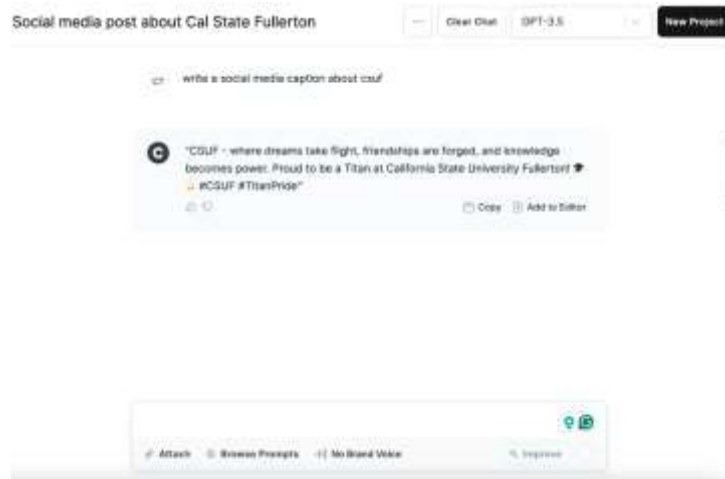 Social media post about Cal State Fullerton
Clear Chat
GPT-3.5
New Project
write a social media caption about csuf
"CSUF - where dreams take flight, friendships are forged, and knowledge
becomes power. Proud to be a Titan at California State University Fullerton! 🎓
✨ #CSUF #TitanPride"
Copy
Add to Editor
Attach
Browse Prompts
No Brand Voice
Improve